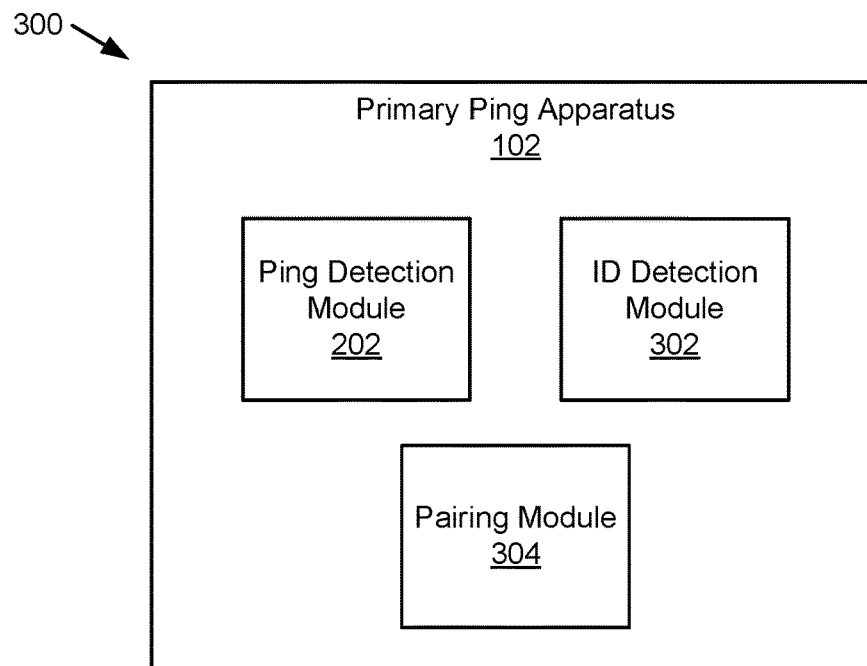 300
Primary Ping Apparatus
102
Ping Detection
Module
202
ID Detection
Module
302
Pairing Module
304